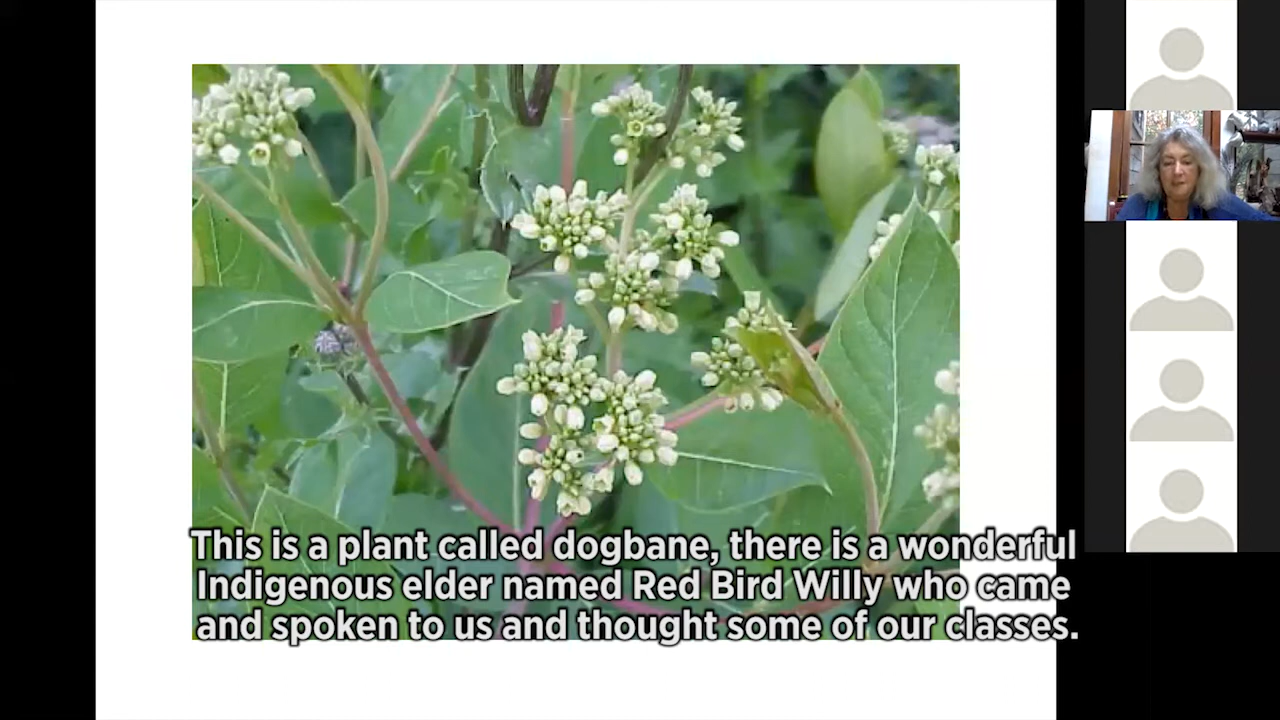 This is a plant called dogbane, there is a wonderful
Indigenous elder named Red Bird Willy who came
and spoken to us and thought some of our classes.